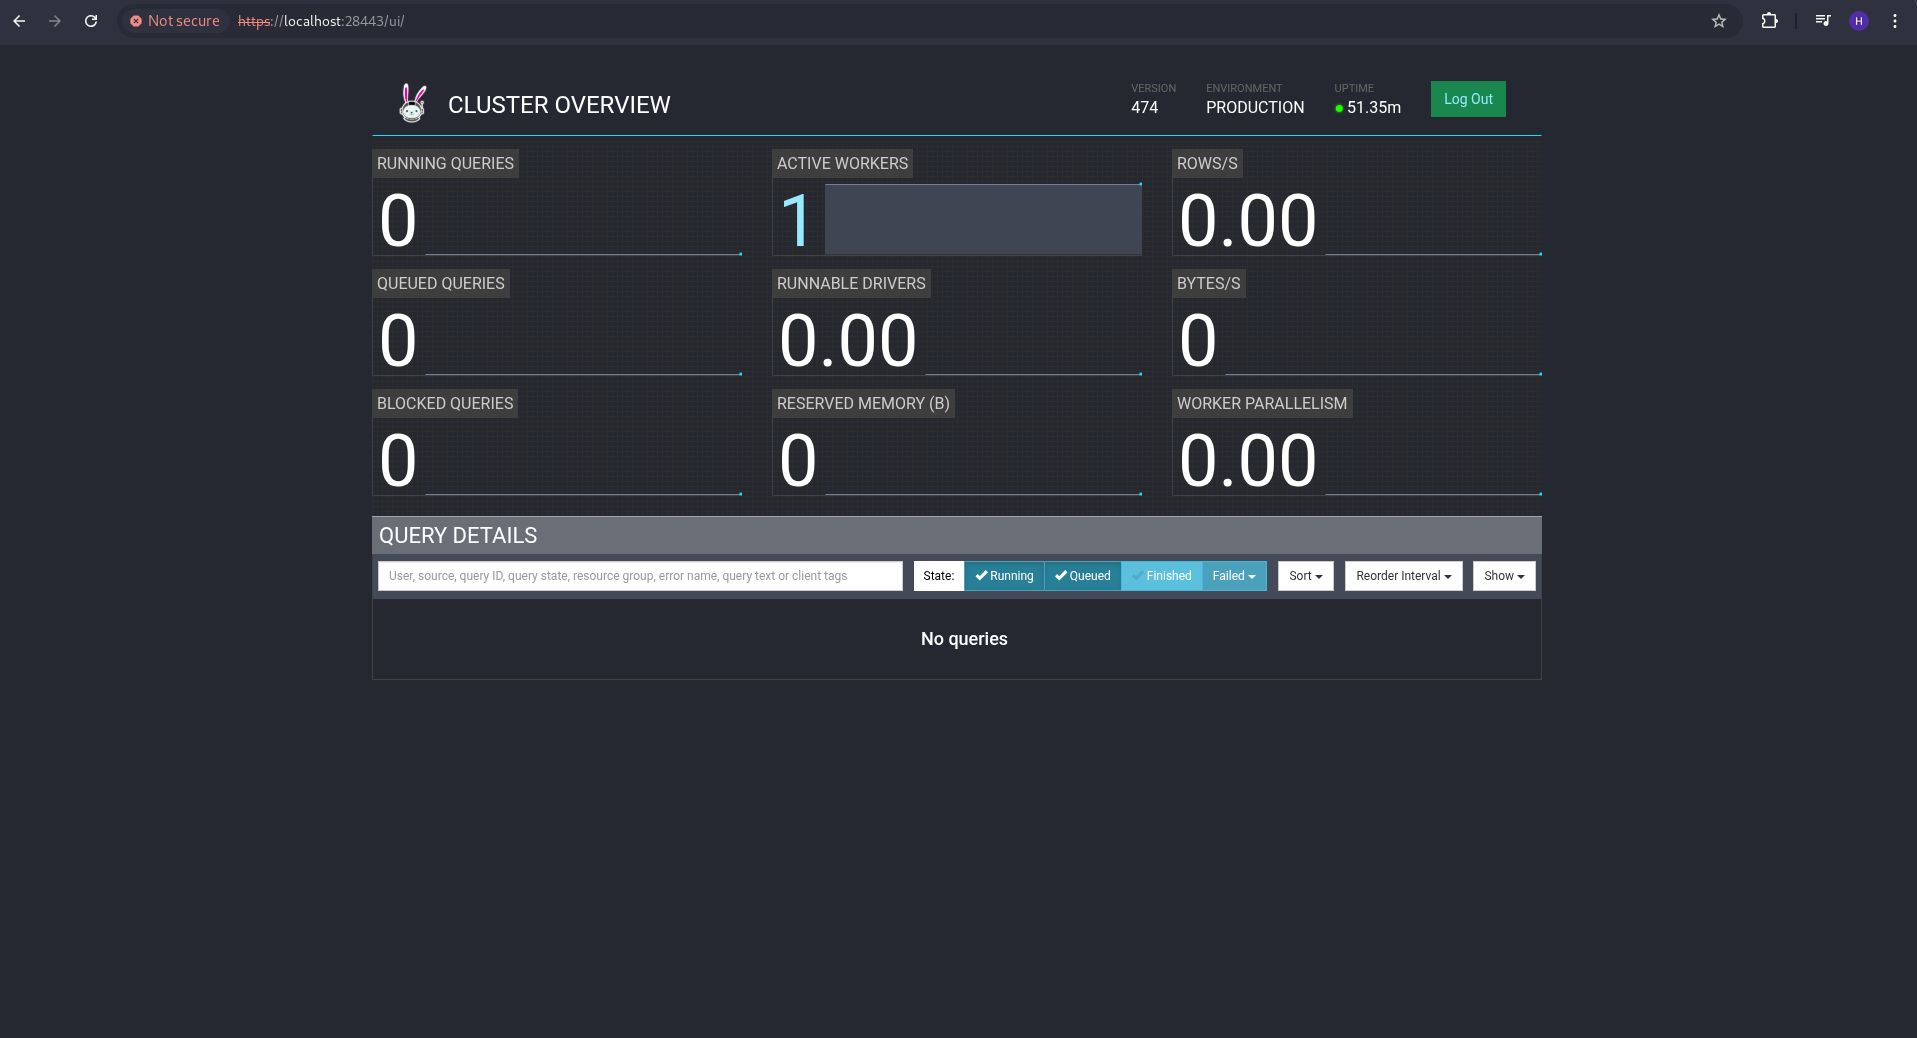 Not secure https://localhost:28443/ui/
H
CLUSTER OVERVIEW
VERSION
474
ENVIRONMENT
PRODUCTION
UPTIME
51.35m
Log Out
RUNNING QUERIES
0
ACTIVE WORKERS
1
ROWS/S
0.00
QUEUED QUERIES
0
RUNNABLE DRIVERS
0.00
BYTES/S
0
BLOCKED QUERIES
0
RESERVED MEMORY (B)
0
WORKER PARALLELISM
0.00
QUERY DETAILS
User, source, query ID, query state, resource group, error name, query text or client tags
State: Running Queued Finished Failed Sort Reorder Interval Show
No queries